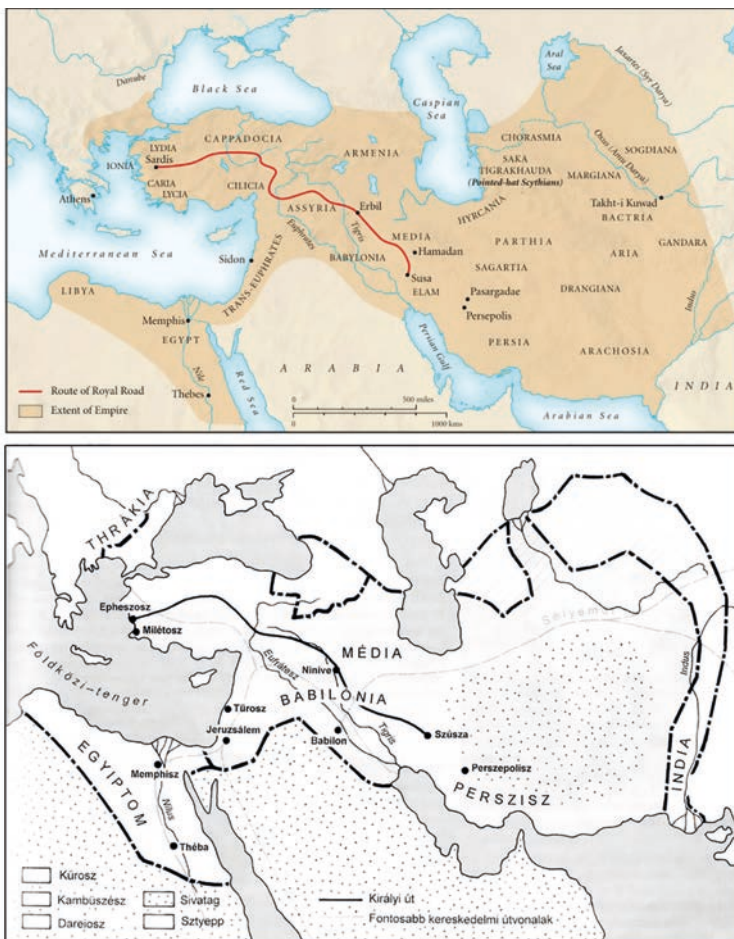 Aral
Sea
Jaxartes (Syr Darya)
Danube
Black Sea
Caspian
Sea
CHORASMIA
Oxus (Amu Darya)
SOGDIANA
LYDIA
Sardis
CAPPADOCIA
ARMENIA
SAKA
TIGRAKHAUDA
(Pointed-hat Scythians)
MARGIANA
IONIA
Athens
CARIA
LYCIA
CILICIA
ASSYRIA
Erbil
HYRCANIA
Takht-i Kuwad
BACTRIA
Euphrates
Tigris
MEDIA
Hamadan
PARTHIA
GANDARA
Mediterranean Sea
Sidon
TRANS-EUPHRATES
BABYLONIA
Susa
SAGARTIA
ARIA
ELAM
DRANGIANA
Indus
LIBYA
Memphis
EGYPT
Pasargadae
Persepolis
Persian Gulf
PERSIA
ARACHOSIA
Nile
Red Sea
ARABIA
INDIA
Thebes
Arabian Sea
Route of Royal Road
Extent of Empire
0 500 miles
0 1000 kms
THRÁKIA
Epheszosz
Milétosz
Földközi-tenger
Eufrátesz
Ninive
MÉDIA
Selyemút
Indus
BABILÓNIA
Türosz
Jeruzsálem
Babilon
Tigris
Szúsza
EGYIPTOM
Memphisz
Perszepolisz
PERSZISZ
INDIA
Nílus
Théba
Kürosz
Kambüszész
Dareiosz
Sivatag
Sztyepp
Királyi út
Fontosabb kereskedelmi útvonalak